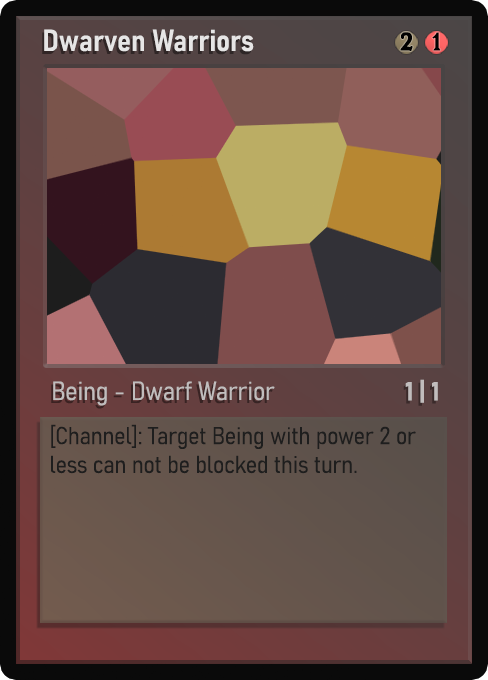 Dwarven Warriors 2 1
Being - Dwarf Warrior 1|1
[Channel]: Target Being with power 2 or
less can not be blocked this turn.